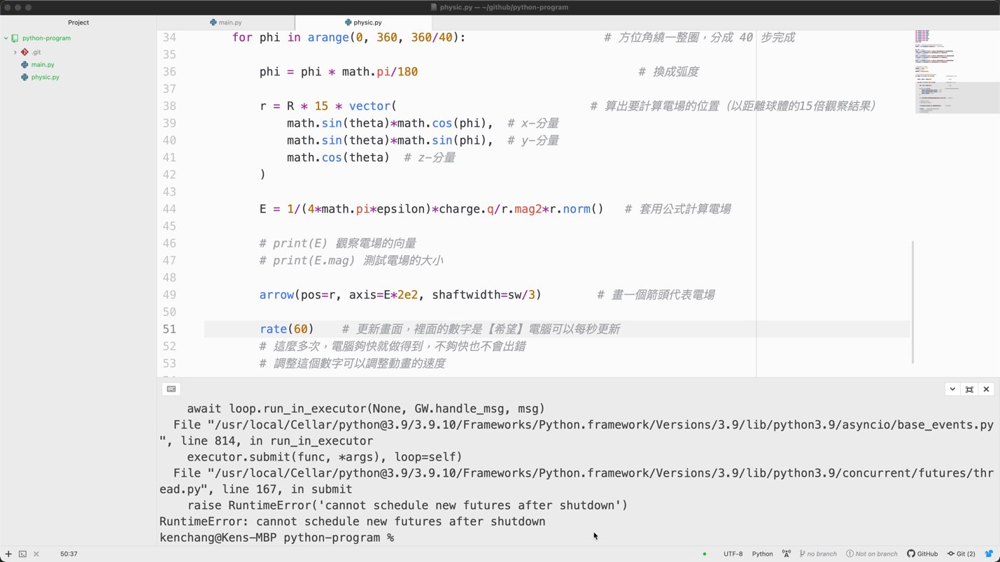 physic.py — ~/github/python-program
Project
main.py
physic.py
python-program
.git
main.py
physic.py
34 for phi in arange(0, 360, 360/40): # 方位角繞一整圈，分成 40 步完成
35
36 phi = phi * math.pi/180 # 換成弧度
37
38 r = R * 15 * vector( # 算出要計算電場的位置（以距離球體的15倍觀察結果）
39 math.sin(theta)*math.cos(phi), # x-分量
40 math.sin(theta)*math.sin(phi), # y-分量
41 math.cos(theta) # z-分量
42 )
43
44 E = 1/(4*math.pi*epsilon)*charge.q/r.mag2*r.norm() # 套用公式計算電場
45
46 # print(E) 觀察電場的向量
47 # print(E.mag) 測試電場的大小
48
49 arrow(pos=r, axis=E*2e2, shaftwidth=sw/3) # 畫一個箭頭代表電場
50
51 rate(60) # 更新畫面，裡面的數字是【希望】電腦可以每秒更新
52 # 這麼多次，電腦夠快就做得到，不夠快也不會出錯
53 # 調整這個數字可以調整動畫的速度
await loop.run_in_executor(None, GW.handle_msg, msg)
File "/usr/local/Cellar/python@3.9/3.9.10/Frameworks/Python.framework/Versions/3.9/lib/python3.9/asyncio/base_events.py
", line 814, in run_in_executor
executor.submit(func, *args), loop=self)
File "/usr/local/Cellar/python@3.9/3.9.10/Frameworks/Python.framework/Versions/3.9/lib/python3.9/concurrent/futures/thr
ead.py", line 167, in submit
raise RuntimeError('cannot schedule new futures after shutdown')
RuntimeError: cannot schedule new futures after shutdown
kenchang@Kens-MBP python-program %
50:37
UTF-8 Python no branch Not on branch GitHub Git (2)